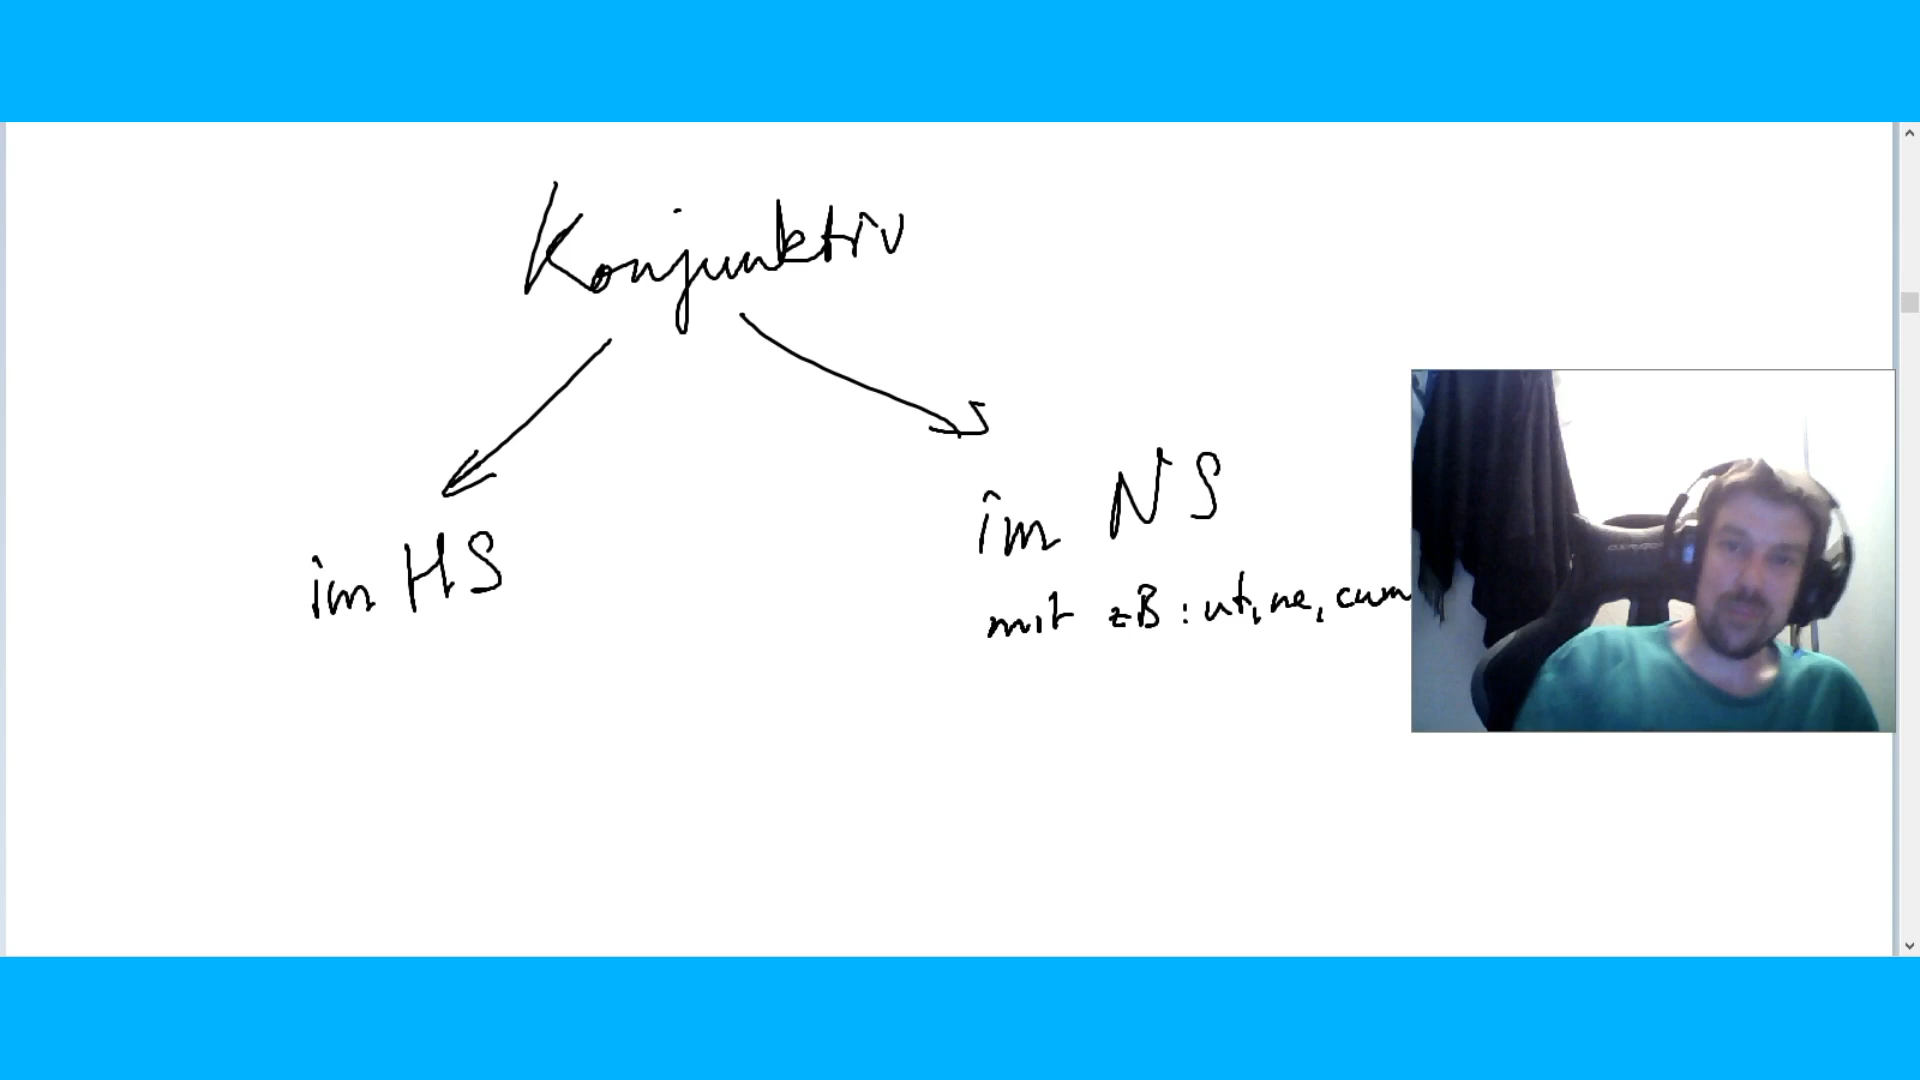 Konjunktiv
im HS
im NS
mit zB: ut, ne, cum